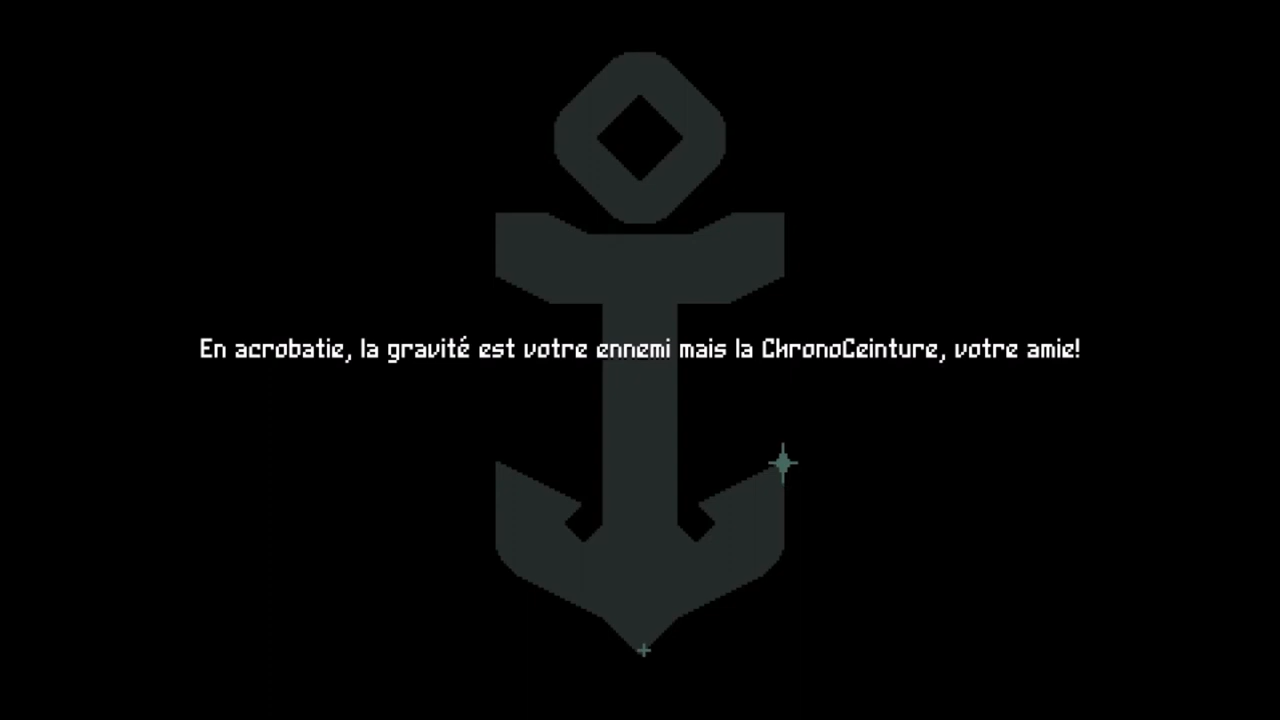 En acrobatie, la gravité est votre ennemi mais la ChronoCeinture, votre amie!